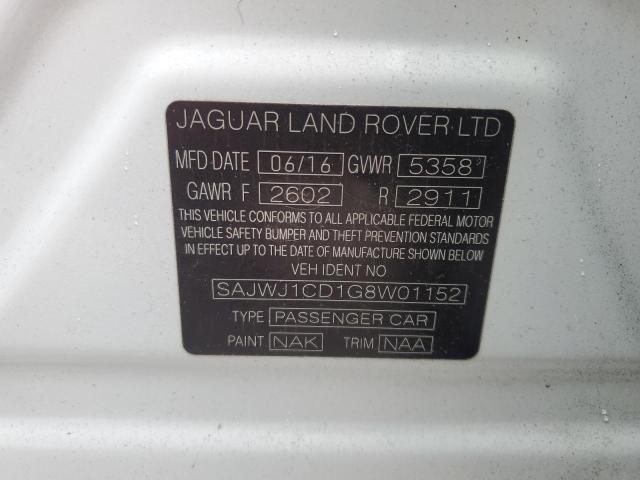 JAGUAR LAND ROVER LTD
MFD DATE 06/16 GVWR 5358
GAWR F 2602 R 2911
THIS VEHICLE CONFORMS TO ALL APPLICABLE FEDERAL MOTOR
VEHICLE SAFETY BUMPER AND THEFT PREVENTION STANDARDS
IN EFFECT UP TO THE DATE OF MANUFACTURE SHOWN BELOW
VEH IDENT NO
SAJWJ1CD1G8W01152
TYPE PASSENGER CAR
PAINT NAK TRIM NAA